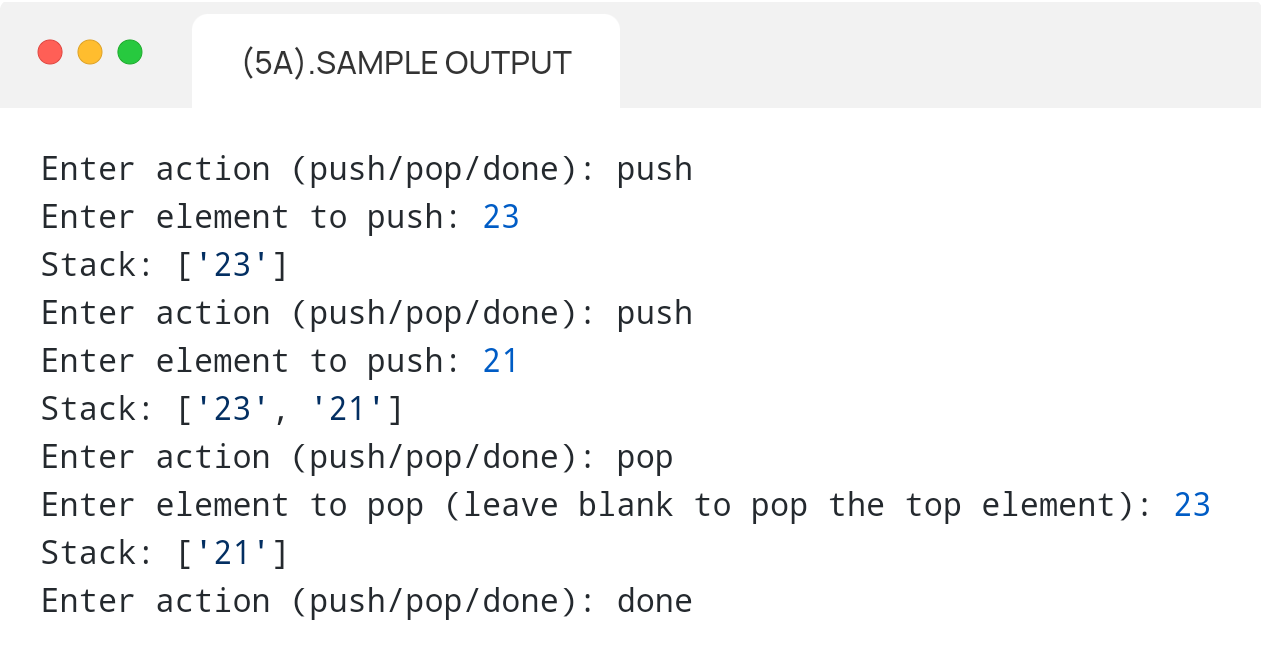 (5A).SAMPLE OUTPUT
Enter action (push/pop/done): push
Enter element to push: 23
Stack: ['23']
Enter action (push/pop/done): push
Enter element to push: 21
Stack: ['23', '21']
Enter action (push/pop/done): pop
Enter element to pop (leave blank to pop the top element): 23
Stack: ['21']
Enter action (push/pop/done): done